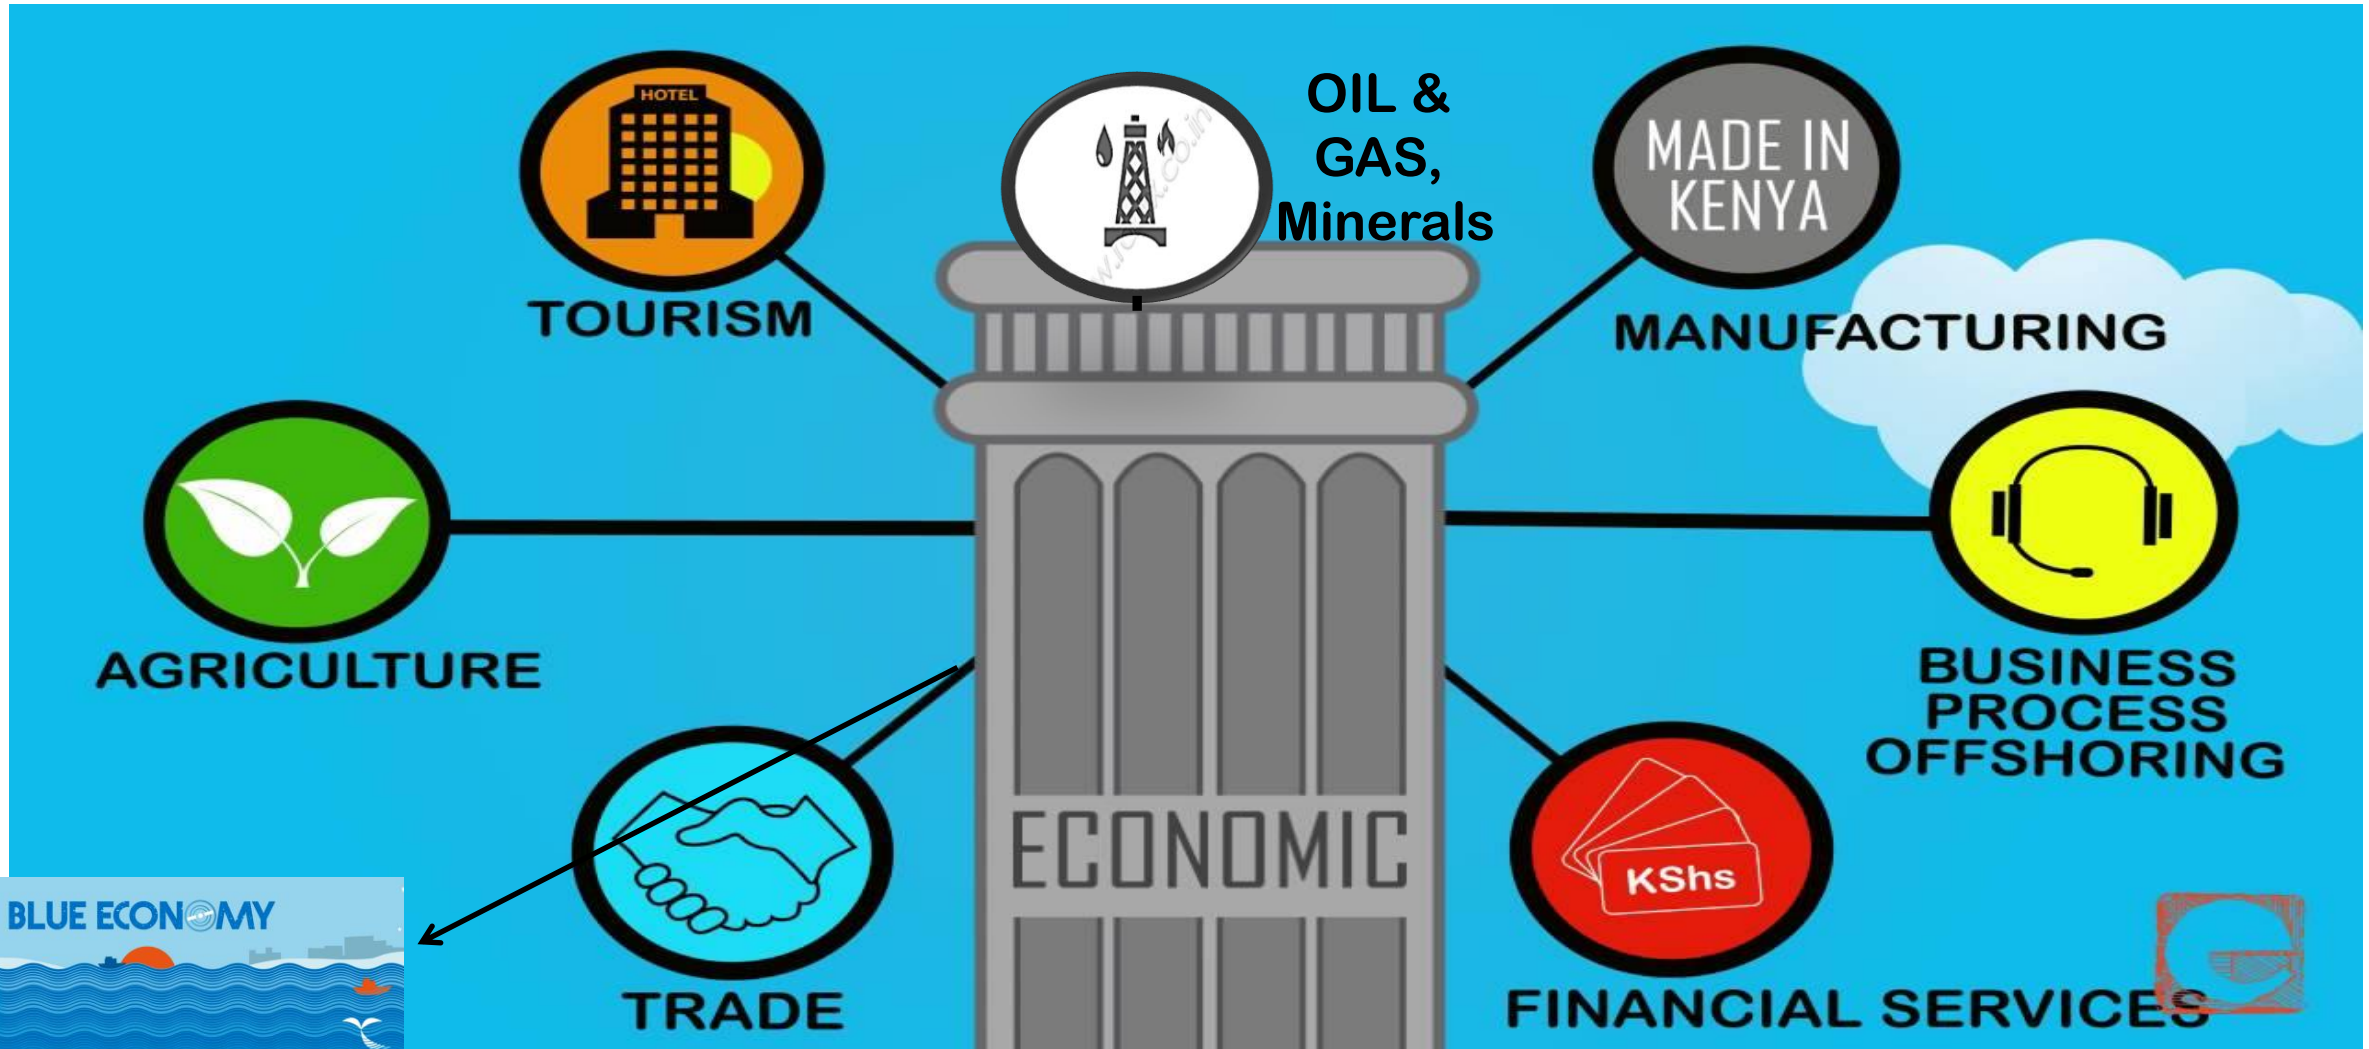 HOTEL
TOURISM
OIL &
GAS,
Minerals
MADE IN
KENYA
MANUFACTURING
AGRICULTURE
BUSINESS
PROCESS
OFFSHORING
ECONOMIC
TRADE
KShs
FINANCIAL SERVICES
BLUE ECONOMY